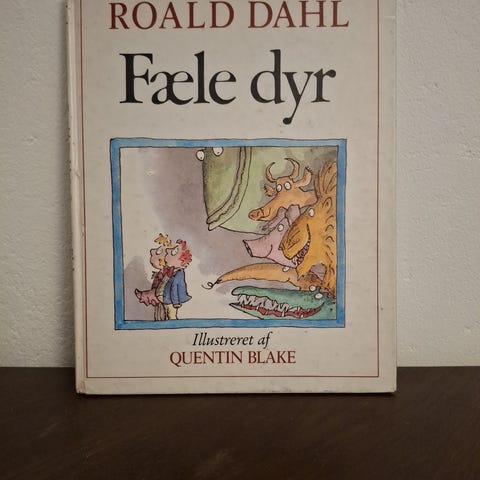 ROALD DAHL
Fæle dyr
Illustreret af
QUENTIN BLAKE